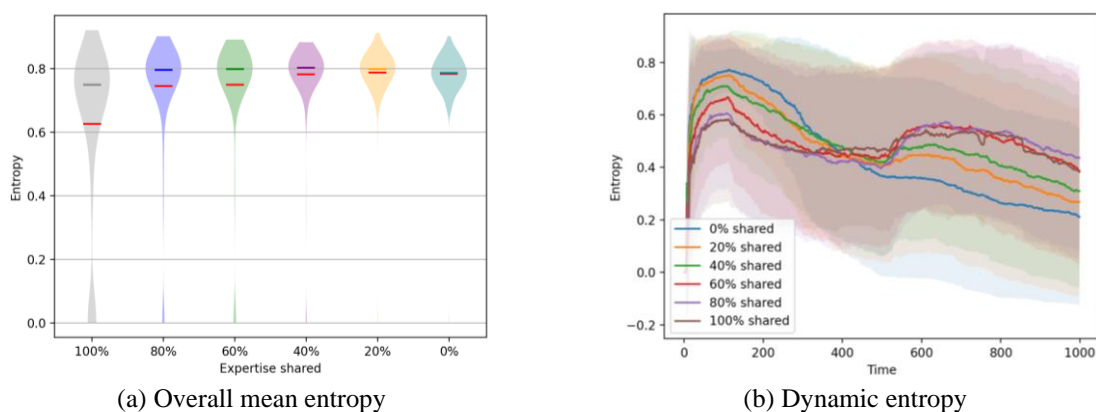 Entropy
0.8
0.6
0.4
0.2
0.0
100% 80% 60% 40% 20% 0%
Expertise shared
(a) Overall mean entropy
Entropy
0.8
0.6
0.4
0.2
0.0
−0.2
0% shared
20% shared
40% shared
60% shared
80% shared
100% shared
0 200 400 600 800 1000
Time
(b) Dynamic entropy